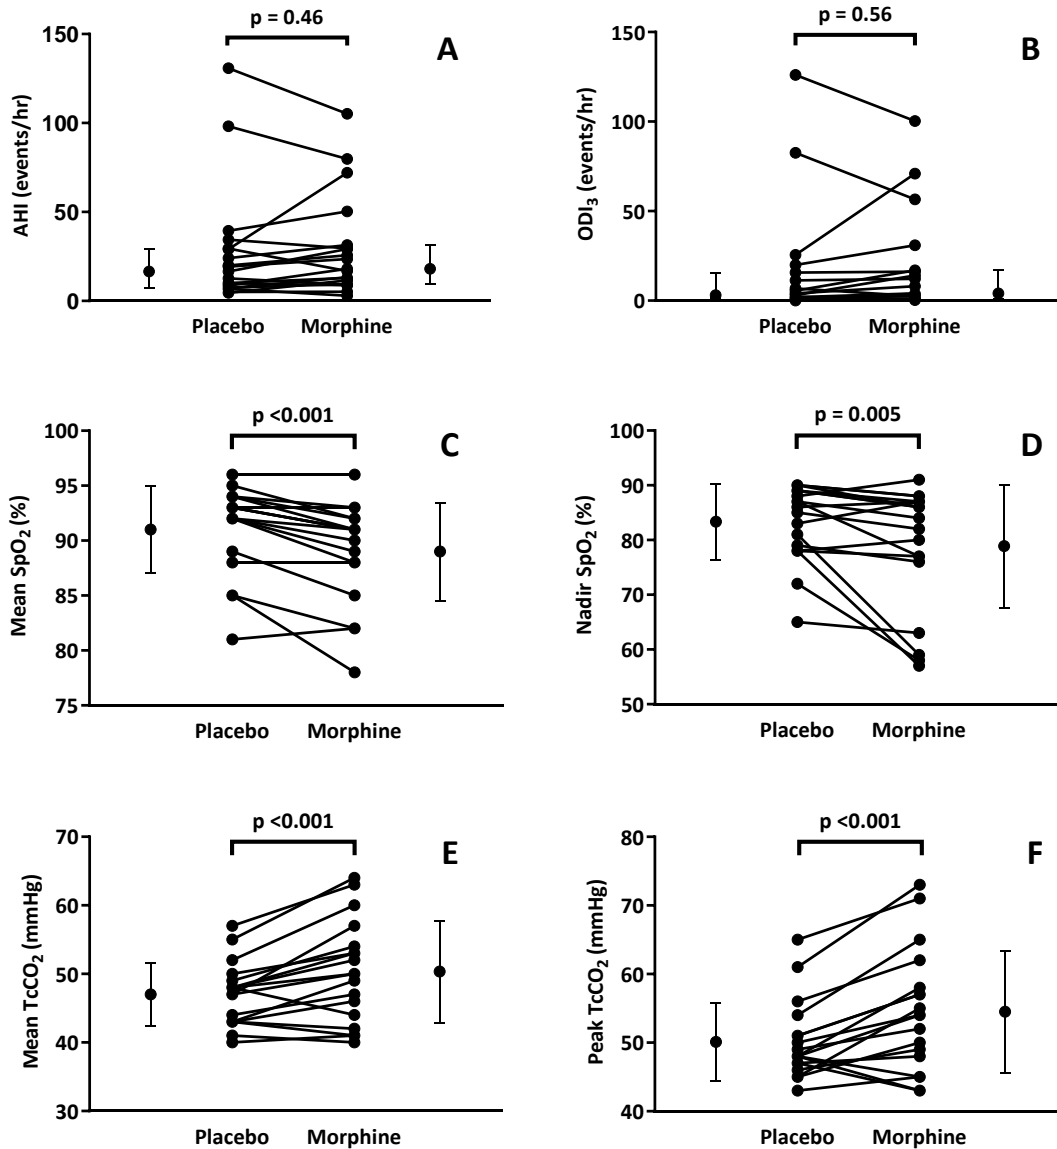 p = 0.46
A
AHI (events/hr)
150
100
50
0
Placebo Morphine
p = 0.56
B
ODI₃ (events/hr)
150
100
50
0
Placebo Morphine
p <0.001
C
Mean SpO₂ (%)
100
95
90
85
80
75
Placebo Morphine
p = 0.005
D
Nadir SpO₂ (%)
100
90
80
70
60
50
Placebo Morphine
p <0.001
E
Mean TcCO₂ (mmHg)
70
60
50
40
30
Placebo Morphine
p <0.001
F
Peak TcCO₂ (mmHg)
80
70
60
50
40
Placebo Morphine